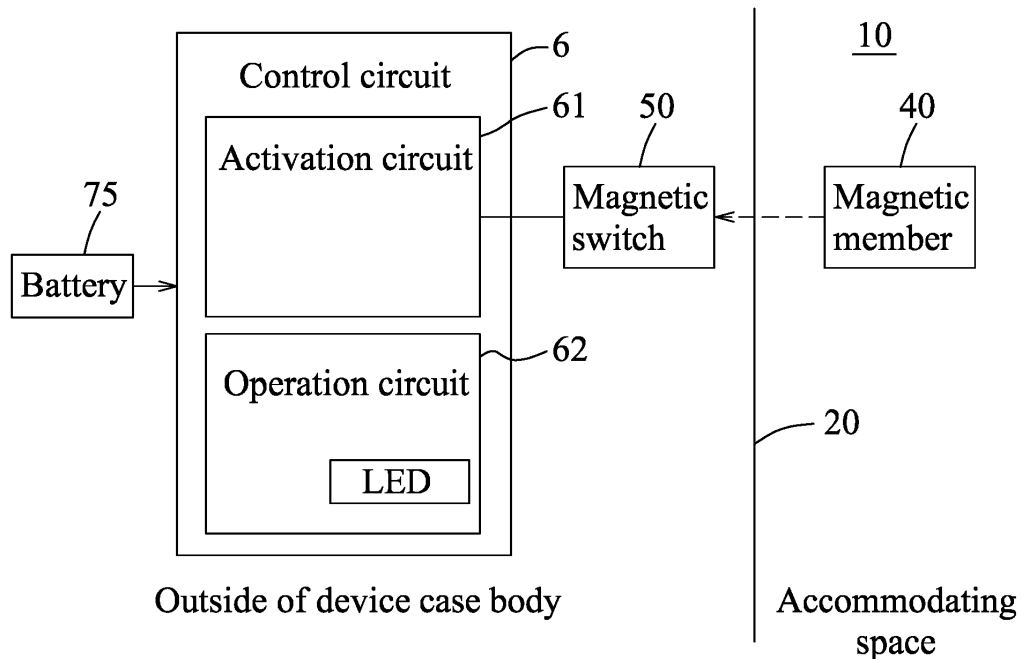 6
10
Control circuit
61
50
40
Activation circuit
75
Magnetic
switch
Magnetic
member
Battery
62
Operation circuit
20
LED
Outside of device case body
Accommodating
space